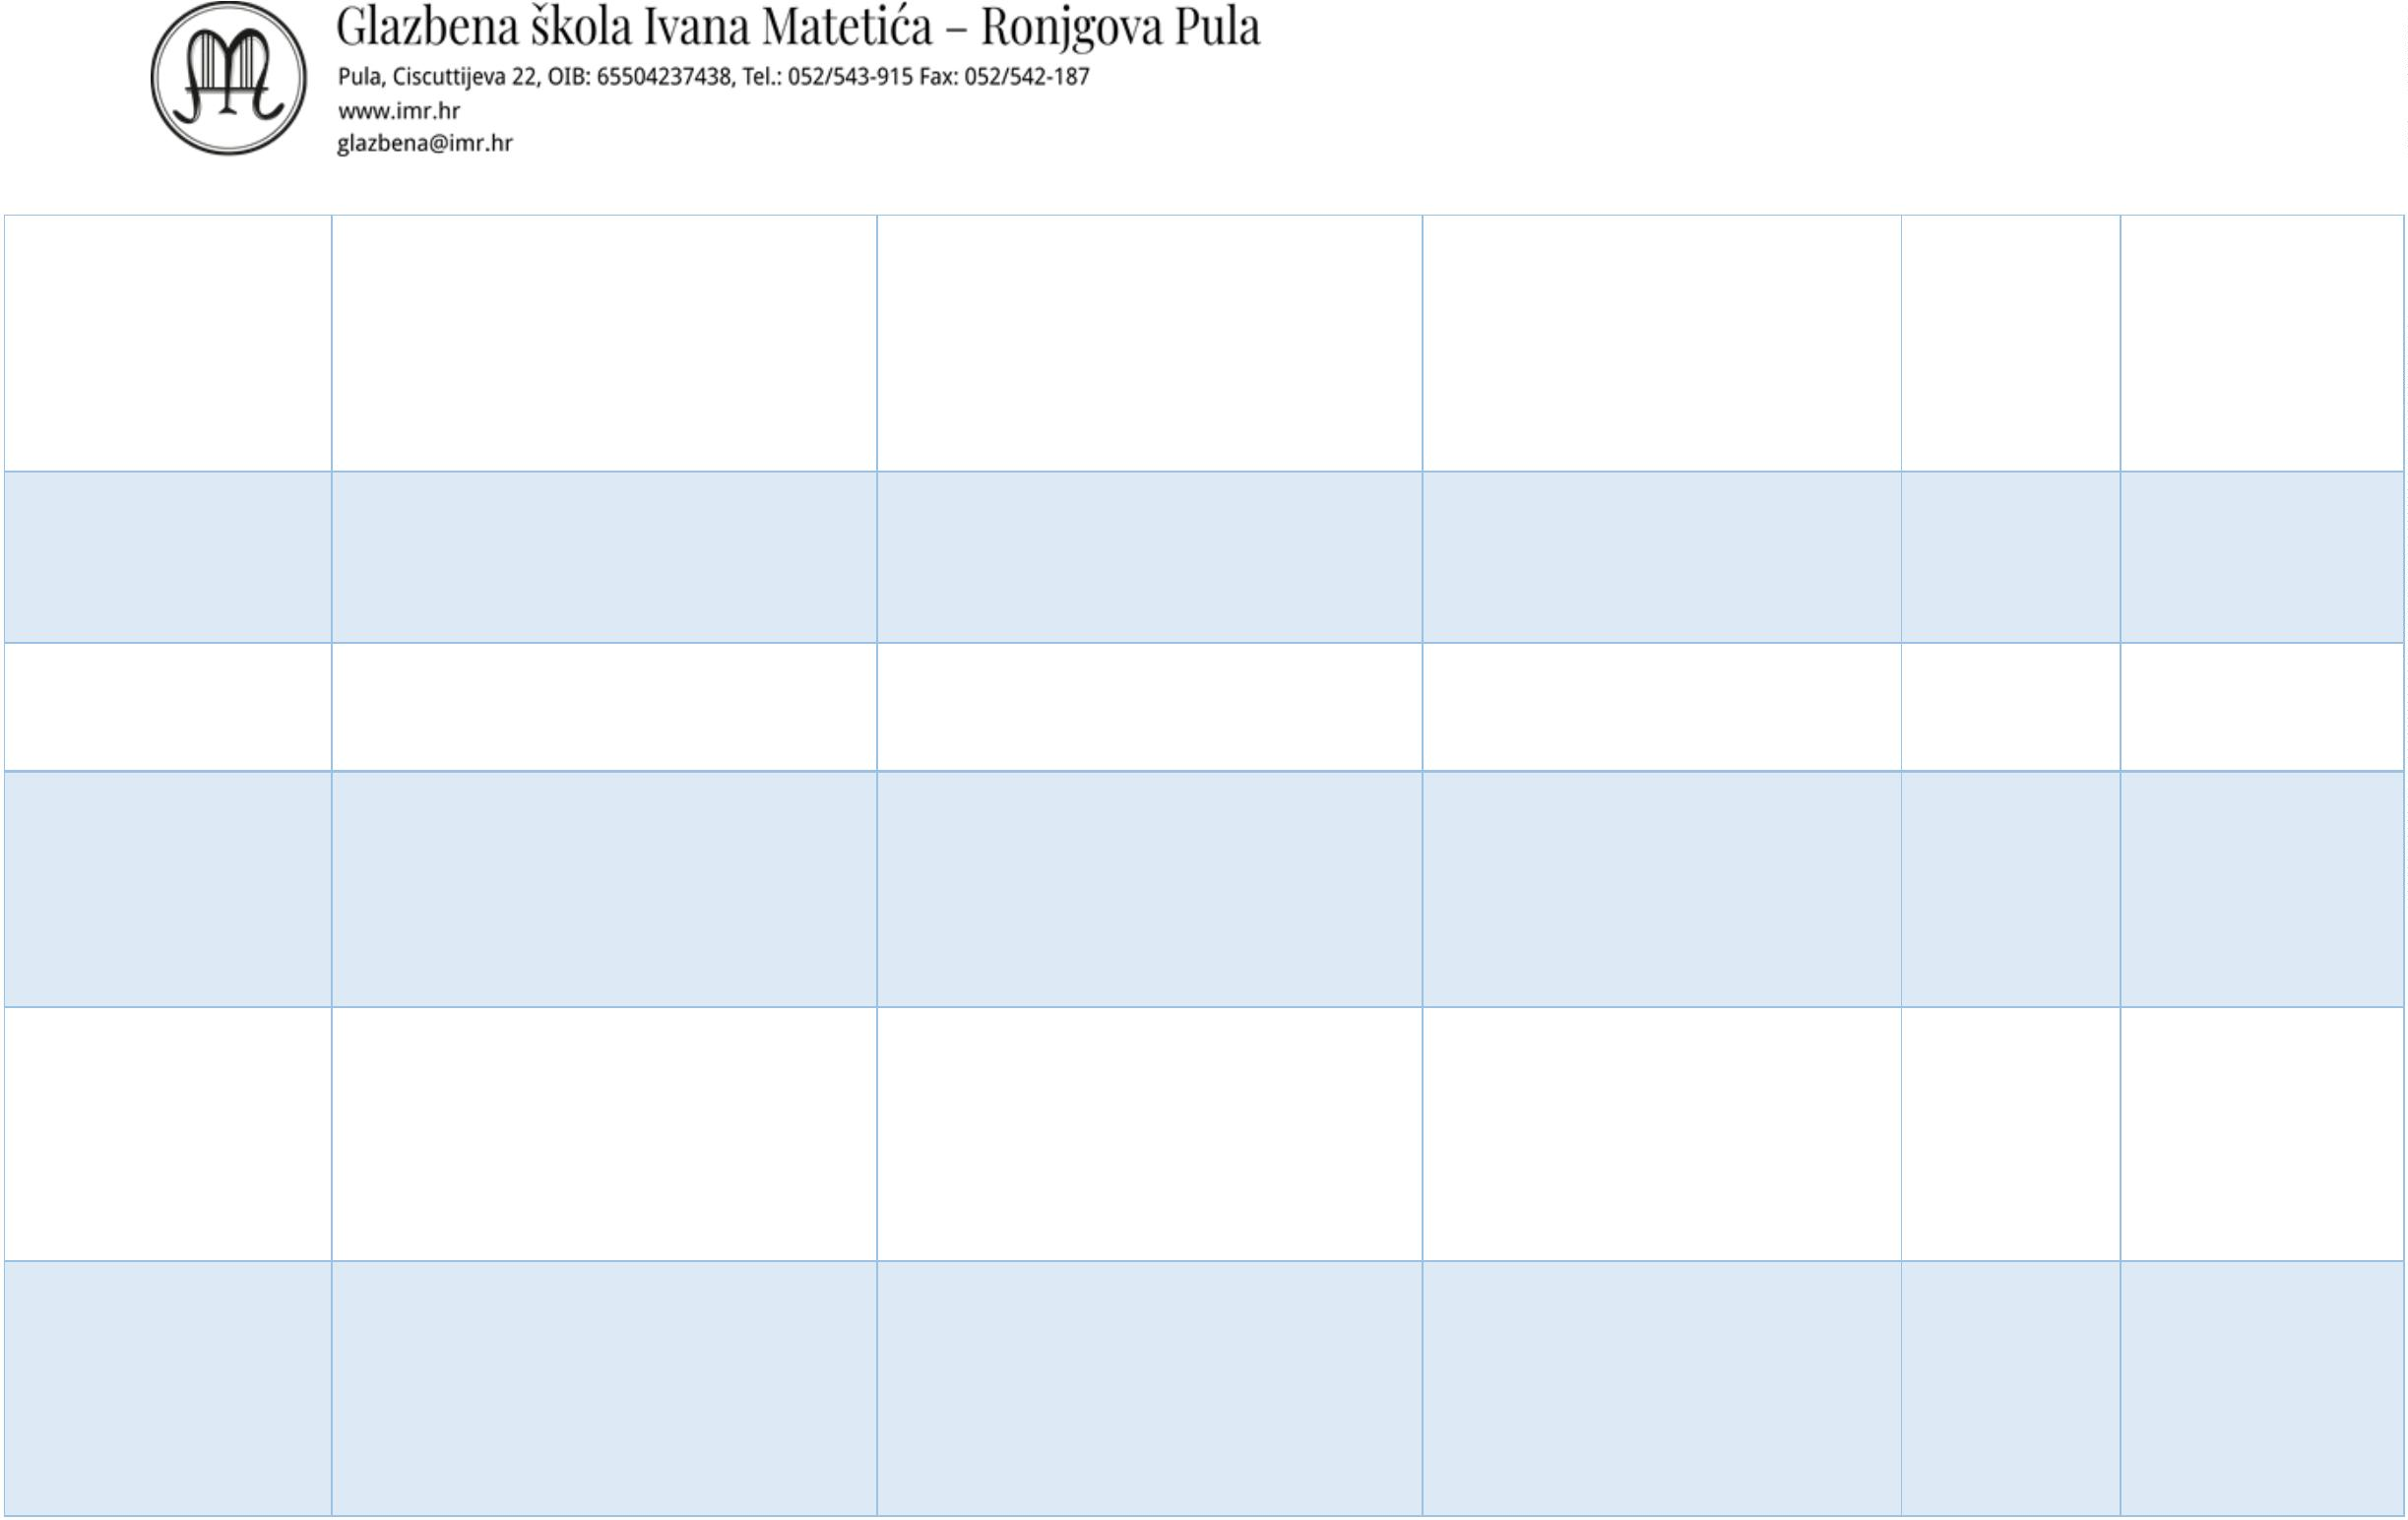 Glazbena škola Ivana Matetića – Ronjgova Pula
Pula, Ciscuttijeva 22, OIB: 65504237438, Tel.: 052/543-915 Fax: 052/542-187
www.imr.hr
glazbena@imr.hr